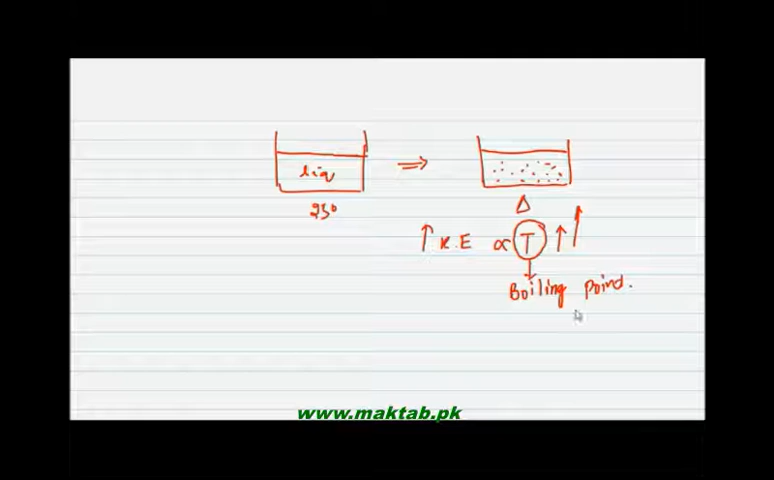 liq
⇒
25°
Δ
↑ K.E ∝ T ↑ ↑
Boiling Point.
www.maktab.pk